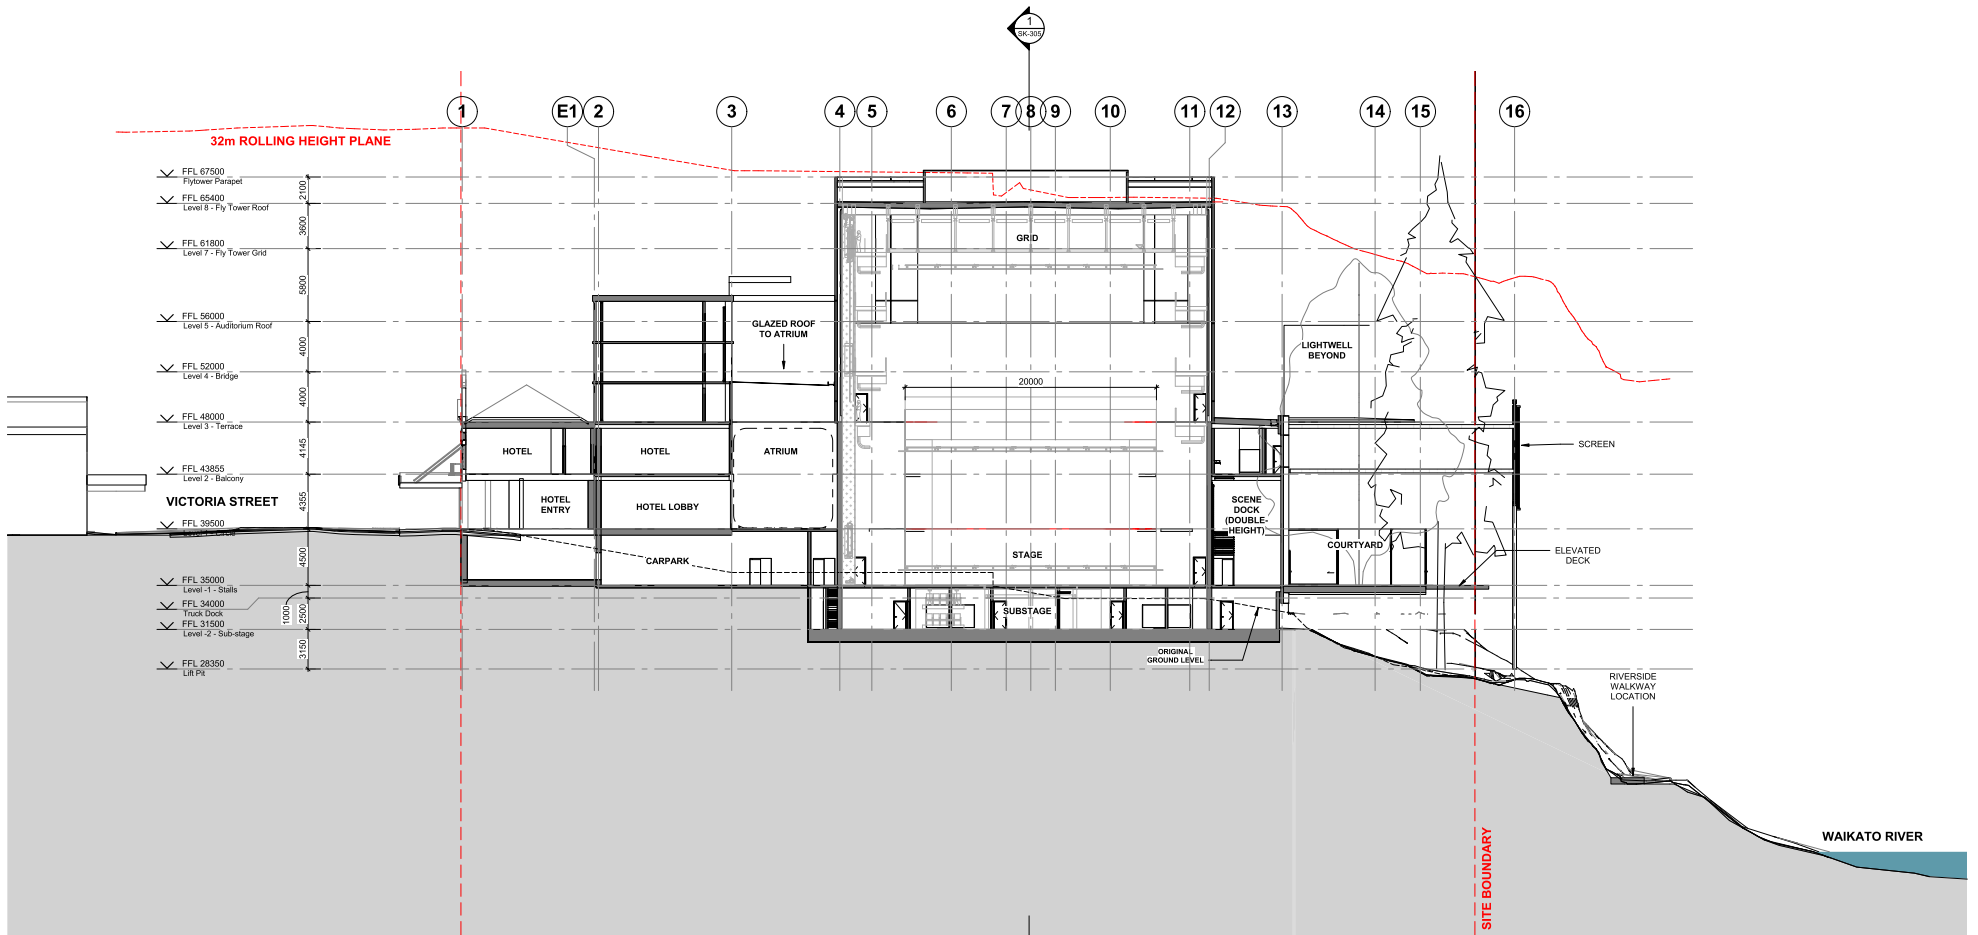 1
SK-305
1
E1
2
3
4
5
6
7
8
9
10
11
12
13
14
15
16
32m ROLLING HEIGHT PLANE
FFL 67500
Flytower Parapet
2100
FFL 65400
Level 8 - Fly Tower Roof
3600
FFL 61800
Level 7 - Fly Tower Grid
5800
FFL 56000
Level 5 - Auditorium Roof
4000
FFL 52000
Level 4 - Bridge
4000
FFL 48000
Level 3 - Terrace
4145
FFL 43855
Level 2 - Balcony
4355
VICTORIA STREET
FFL 39500
4500
FFL 35000
Level -1 - Stalls
1000
FFL 34000
Truck Dock
2500
FFL 31500
Level -2 - Sub-stage
3150
FFL 28350
Lift Pit
GRID
GLAZED ROOF
TO ATRIUM
LIGHTWELL
BEYOND
20000
HOTEL
HOTEL
ATRIUM
SCREEN
HOTEL
ENTRY
HOTEL LOBBY
SCENE
DOCK
(DOUBLE-
HEIGHT)
COURTYARD
ELEVATED
DECK
CARPARK
STAGE
SUBSTAGE
ORIGINAL
GROUND LEVEL
RIVERSIDE
WALKWAY
LOCATION
WAIKATO RIVER
SITE BOUNDARY